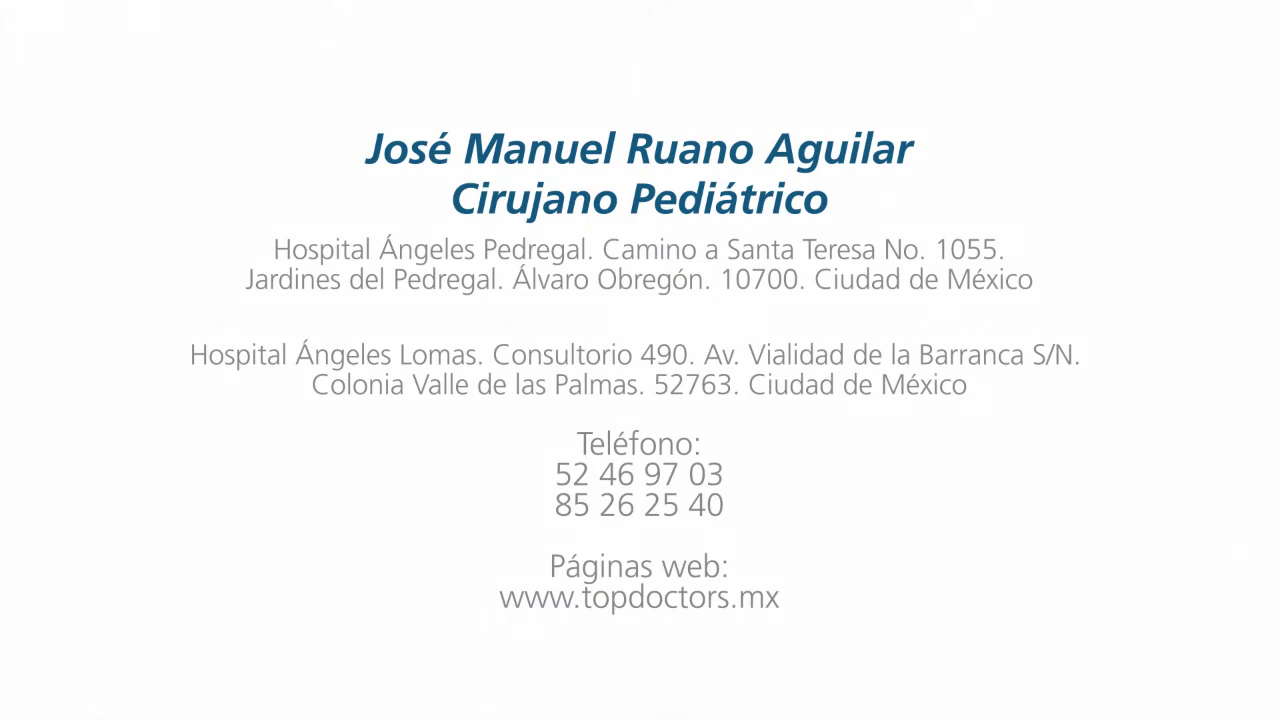 José Manuel Ruano Aguilar
Cirujano Pediátrico
Hospital Ángeles Pedregal. Camino a Santa Teresa No. 1055.
Jardines del Pedregal. Álvaro Obregón. 10700. Ciudad de México
Hospital Ángeles Lomas. Consultorio 490. Av. Vialidad de la Barranca S/N.
Colonia Valle de las Palmas. 52763. Ciudad de México
Teléfono:
52 46 97 03
85 26 25 40
Páginas web:
www.topdoctors.mx